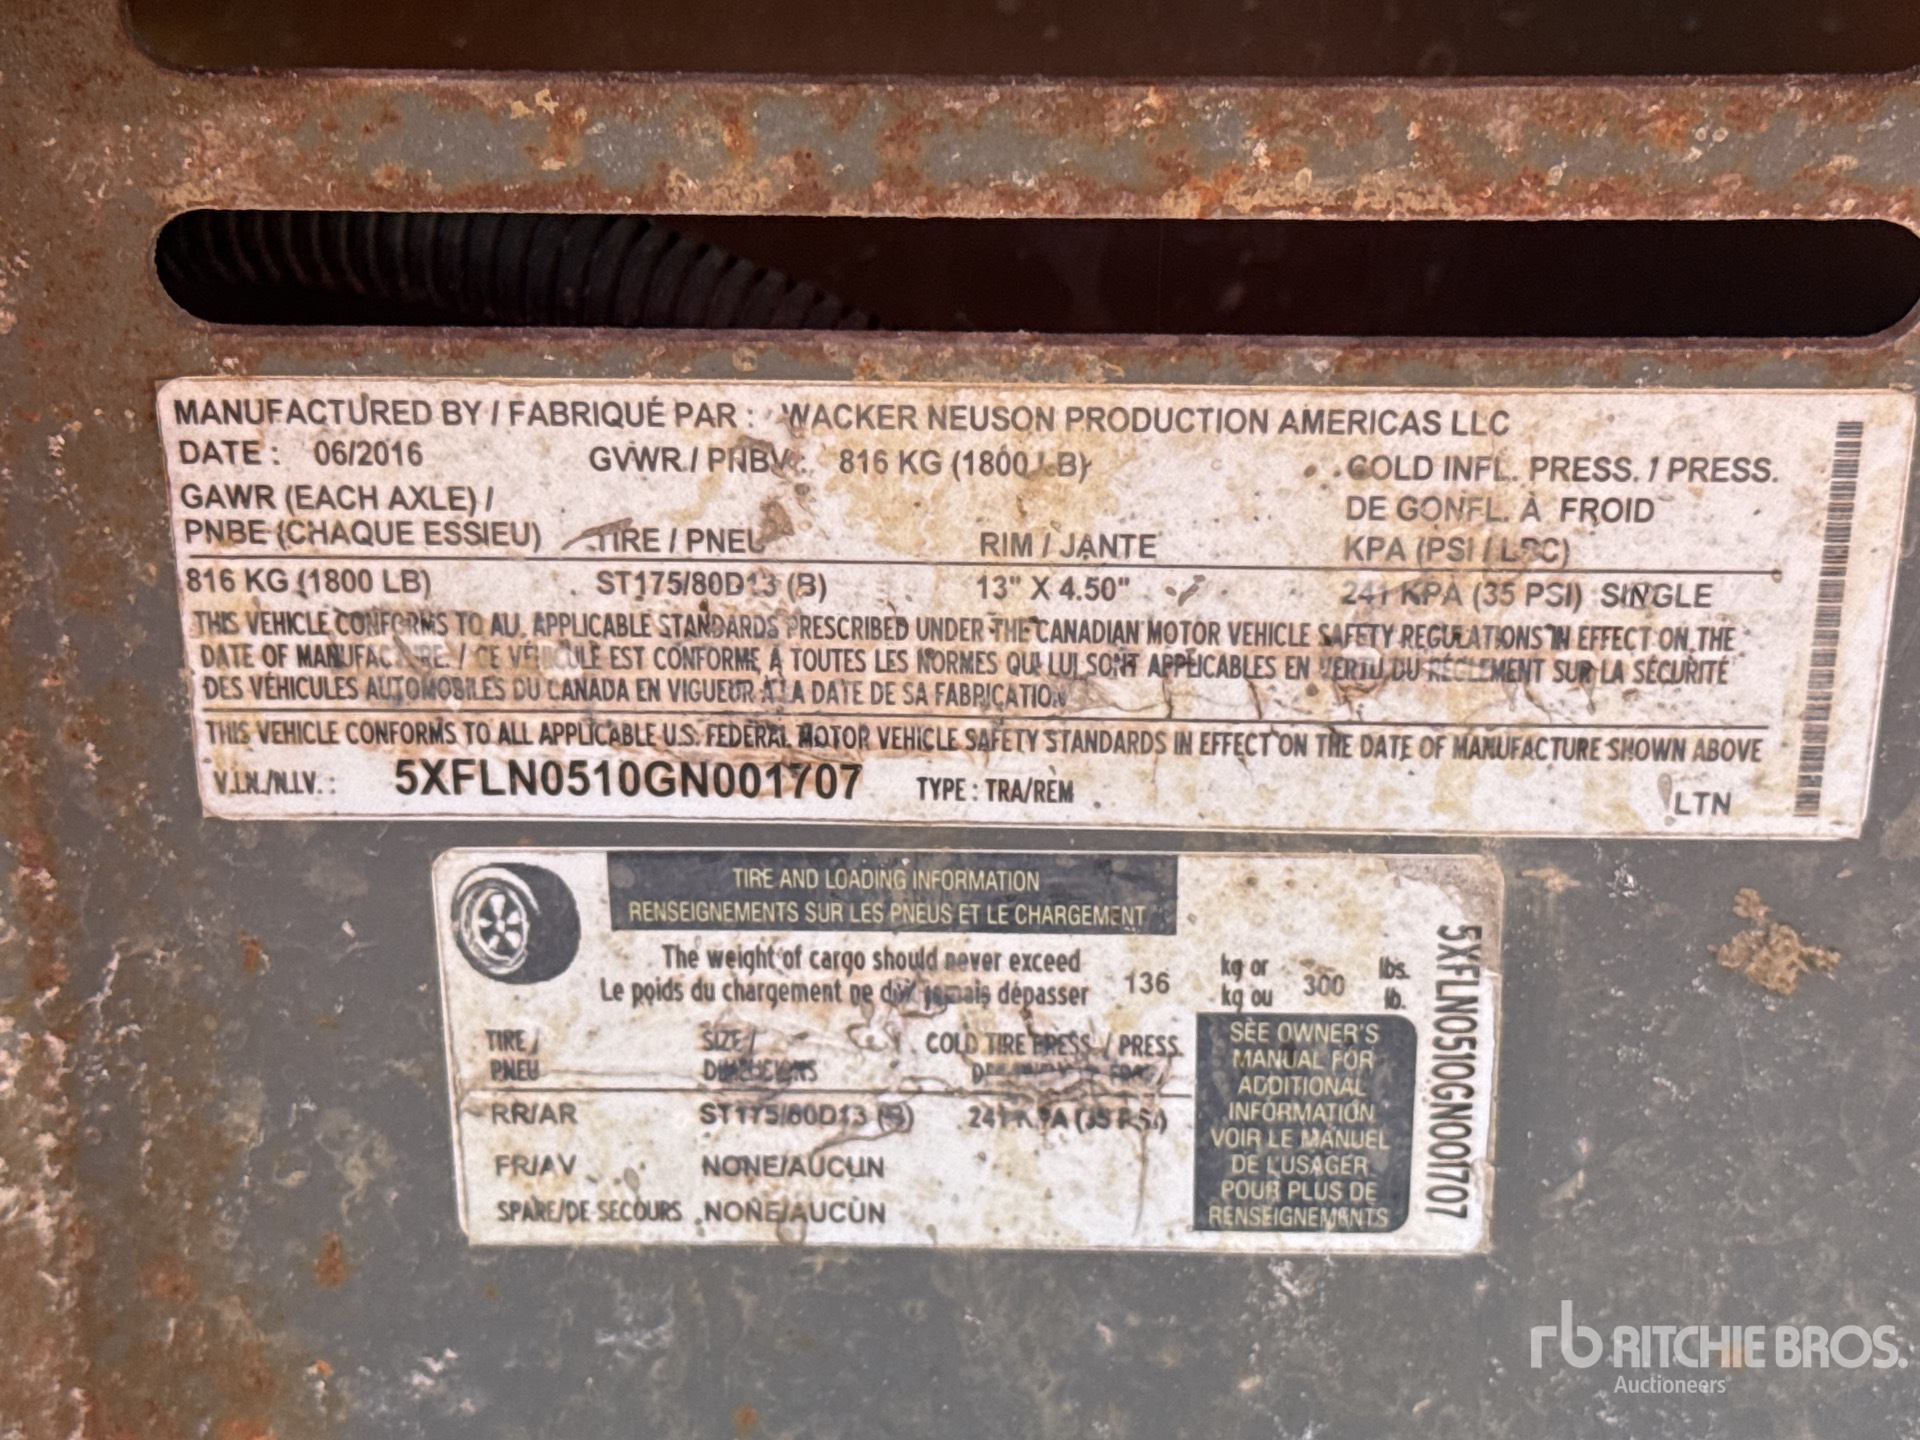 MANUFACTURED BY / FABRIQUÉ PAR : WACKER NEUSON PRODUCTION AMERICAS LLC
DATE : 06/2016 GVWR / PNBV : 816 KG (1800 LB) COLD INFL. PRESS. / PRESS.
GAWR (EACH AXLE) / DE GONFL. À FROID
PNBE (CHAQUE ESSIEU) TIRE / PNEU RIM / JANTE KPA (PSI / LPC)
816 KG (1800 LB) ST175/80D13 (B) 13" X 4.50" 241 KPA (35 PSI) SINGLE
THIS VEHICLE CONFORMS TO ALL APPLICABLE STANDARDS PRESCRIBED UNDER THE CANADIAN MOTOR VEHICLE SAFETY REGULATIONS IN EFFECT ON THE
DATE OF MANUFACTURE. / CE VÉHICULE EST CONFORME À TOUTES LES NORMES QUI LUI SONT APPLICABLES EN VERTU DU RÉGLEMENT SUR LA SÉCURITÉ
DES VÉHICULES AUTOMOBILES DU CANADA EN VIGUEUR À LA DATE DE SA FABRICATION
THIS VEHICLE CONFORMS TO ALL APPLICABLE U.S. FEDERAL MOTOR VEHICLE SAFETY STANDARDS IN EFFECT ON THE DATE OF MANUFACTURE SHOWN ABOVE
V.I.N./N.I.V. : 5XFLN0510GN001707 TYPE : TRA/REM LTN
TIRE AND LOADING INFORMATION
RENSEIGNEMENTS SUR LES PNEUS ET LE CHARGEMENT
The weight of cargo should never exceed 136 kg or 300 lbs.
Le poids du chargement ne doit jamais dépasser kg ou lb.
TIRE / SIZE / COLD TIRE PRESS. / PRESS.
PNEU DIMENSIONS
RR/AR ST175/80D13 (B) 241 KPA (35 PSI)
FR/AV NONE/AUCUN
SPARE/DE SECOURS NONE/AUCUN
SEE OWNER'S
MANUAL FOR
ADDITIONAL
INFORMATION
VOIR LE MANUEL
DE L'USAGER
POUR PLUS DE
RENSEIGNEMENTS
5XFLN0510GN001707
rb RITCHIE BROS.
Auctioneers